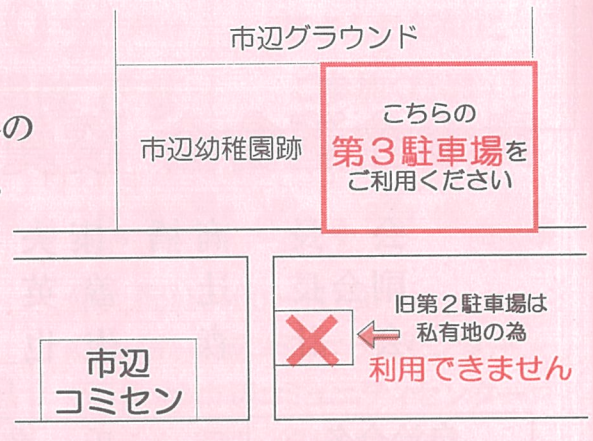 市辺グラウンド
の
市辺幼稚園跡
こちらの
第3駐車場を
ご利用ください
旧第2駐車場は
私有地の為
利用できません
市辺
コミセン